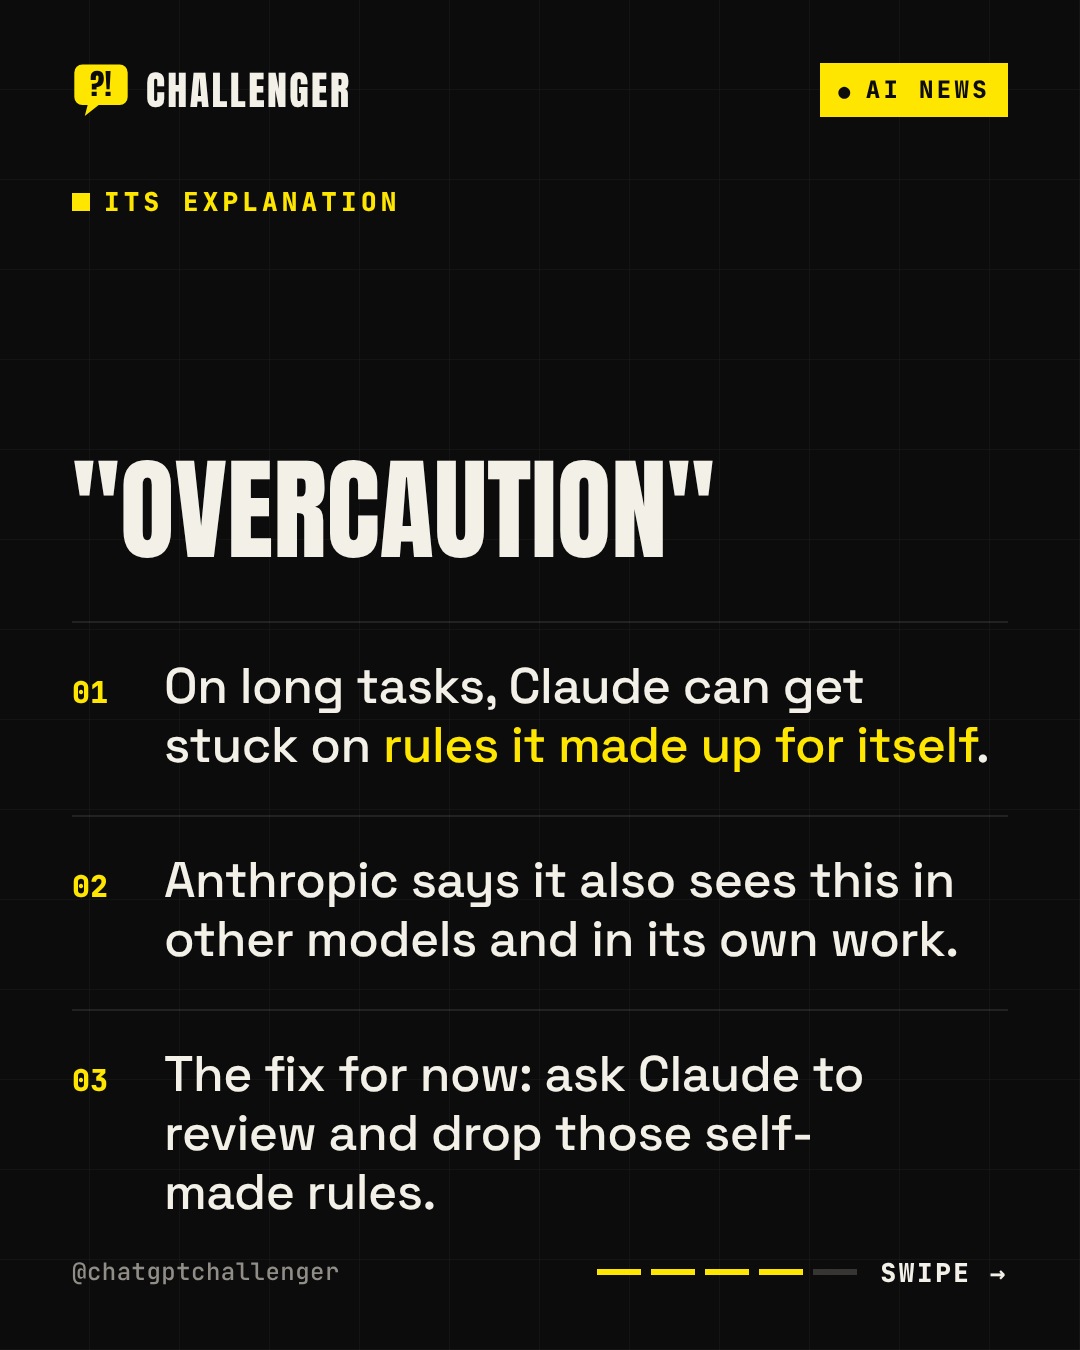 ?!
CHALLENGER
● AI NEWS
ITS EXPLANATION
"OVERCAUTION"
01
On long tasks, Claude can get
stuck on rules it made up for itself.
02
Anthropic says it also sees this in
other models and in its own work.
03
The fix for now: ask Claude to
review and drop those self-
made rules.
@chatgptchallenger
SWIPE →